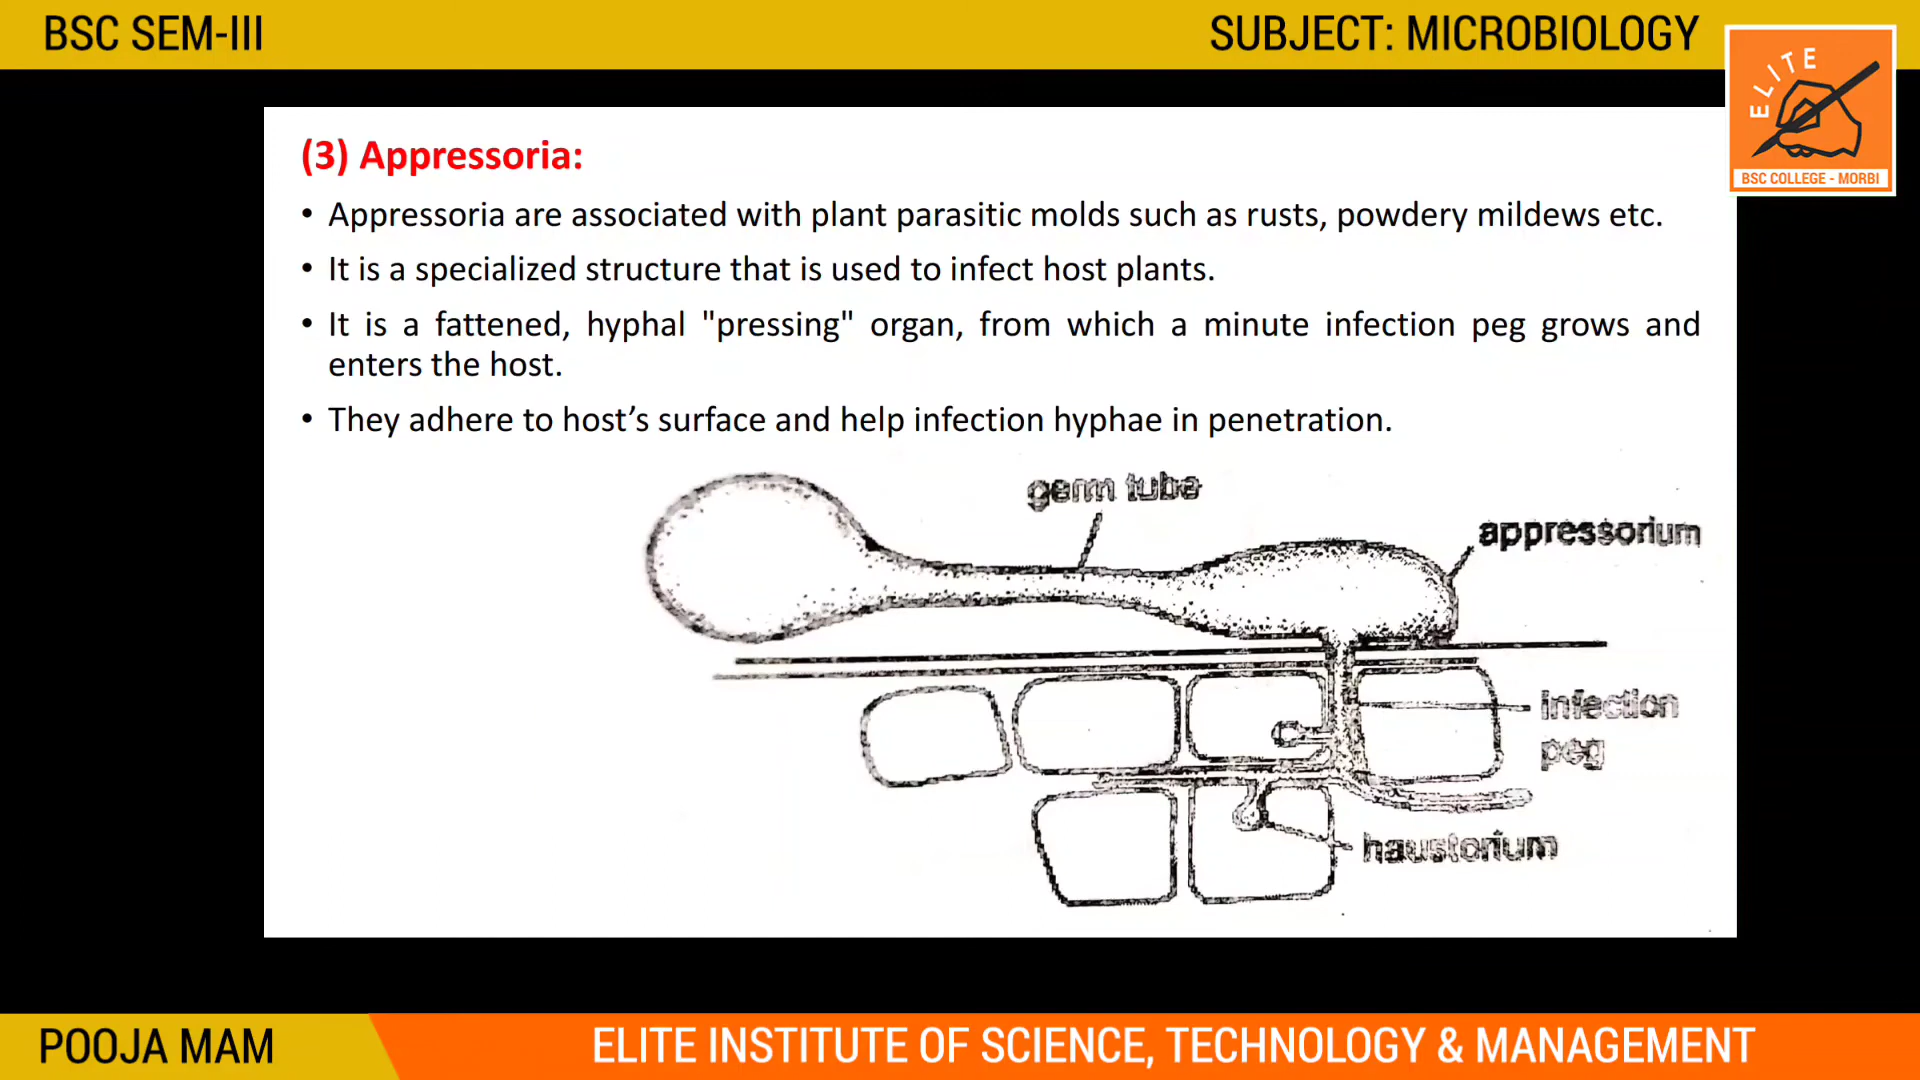 BSC SEM-III
SUBJECT: MICROBIOLOGY
ELITE
BSC COLLEGE - MORBI
(3) Appressoria:
• Appressoria are associated with plant parasitic molds such as rusts, powdery mildews etc.
• It is a specialized structure that is used to infect host plants.
• It is a fattened, hyphal "pressing" organ, from which a minute infection peg grows and
enters the host.
• They adhere to host’s surface and help infection hyphae in penetration.
germ tube
appressorium
infection
peg
haustorium
POOJA MAM
ELITE INSTITUTE OF SCIENCE, TECHNOLOGY & MANAGEMENT